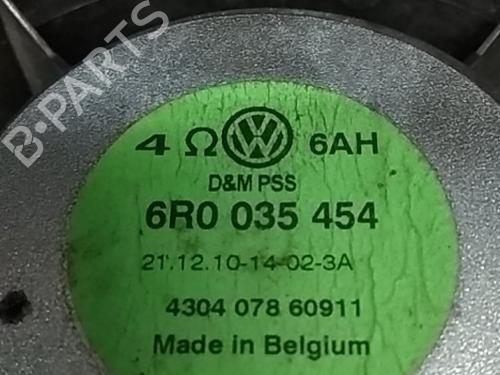 B-PARTS
4 Ω VW 6AH
D&M PSS
6R0 035 454
21.12.10-14-02-3A
4304 078 60911
Made in Belgium